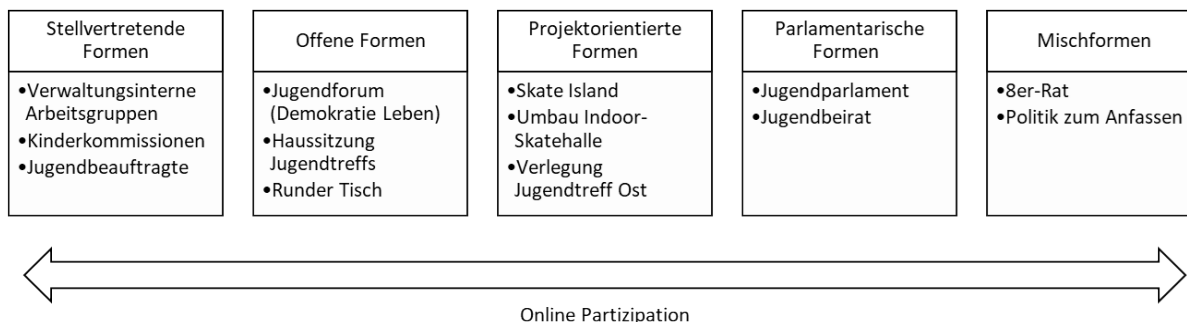 Stellvertretende
Formen
•Verwaltungsinterne
Arbeitsgruppen
•Kinderkommissionen
•Jugendbeauftragte
Offene Formen
•Jugendforum
(Demokratie Leben)
•Haussitzung
Jugendtreffs
•Runder Tisch
Projektorientierte
Formen
•Skate Island
•Umbau Indoor-
Skatehalle
•Verlegung
Jugendtreff Ost
Parlamentarische
Formen
•Jugendparlament
•Jugendbeirat
Mischformen
•8er-Rat
•Politik zum Anfassen
Online Partizipation